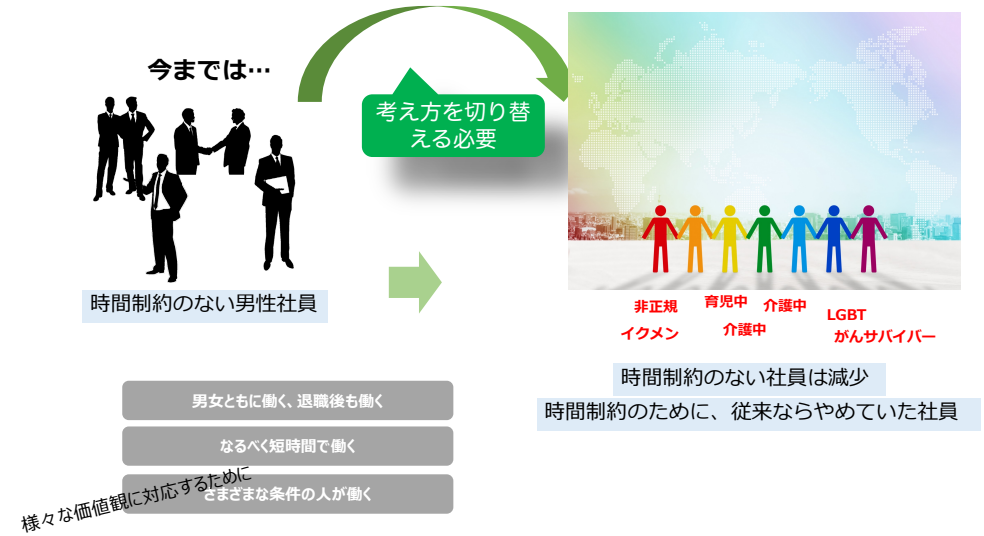 今までは…
考え方を切り替
える必要
時間制約のない男性社員
非正規
育児中
介護中
LGBT
イクメン
介護中
がんサバイバー
時間制約のない社員は減少
時間制約のために、従来ならやめていた社員
男女ともに働く、退職後も働く
なるべく短時間で働く
さまざまな条件の人が働く
様々な価値観に対応するために